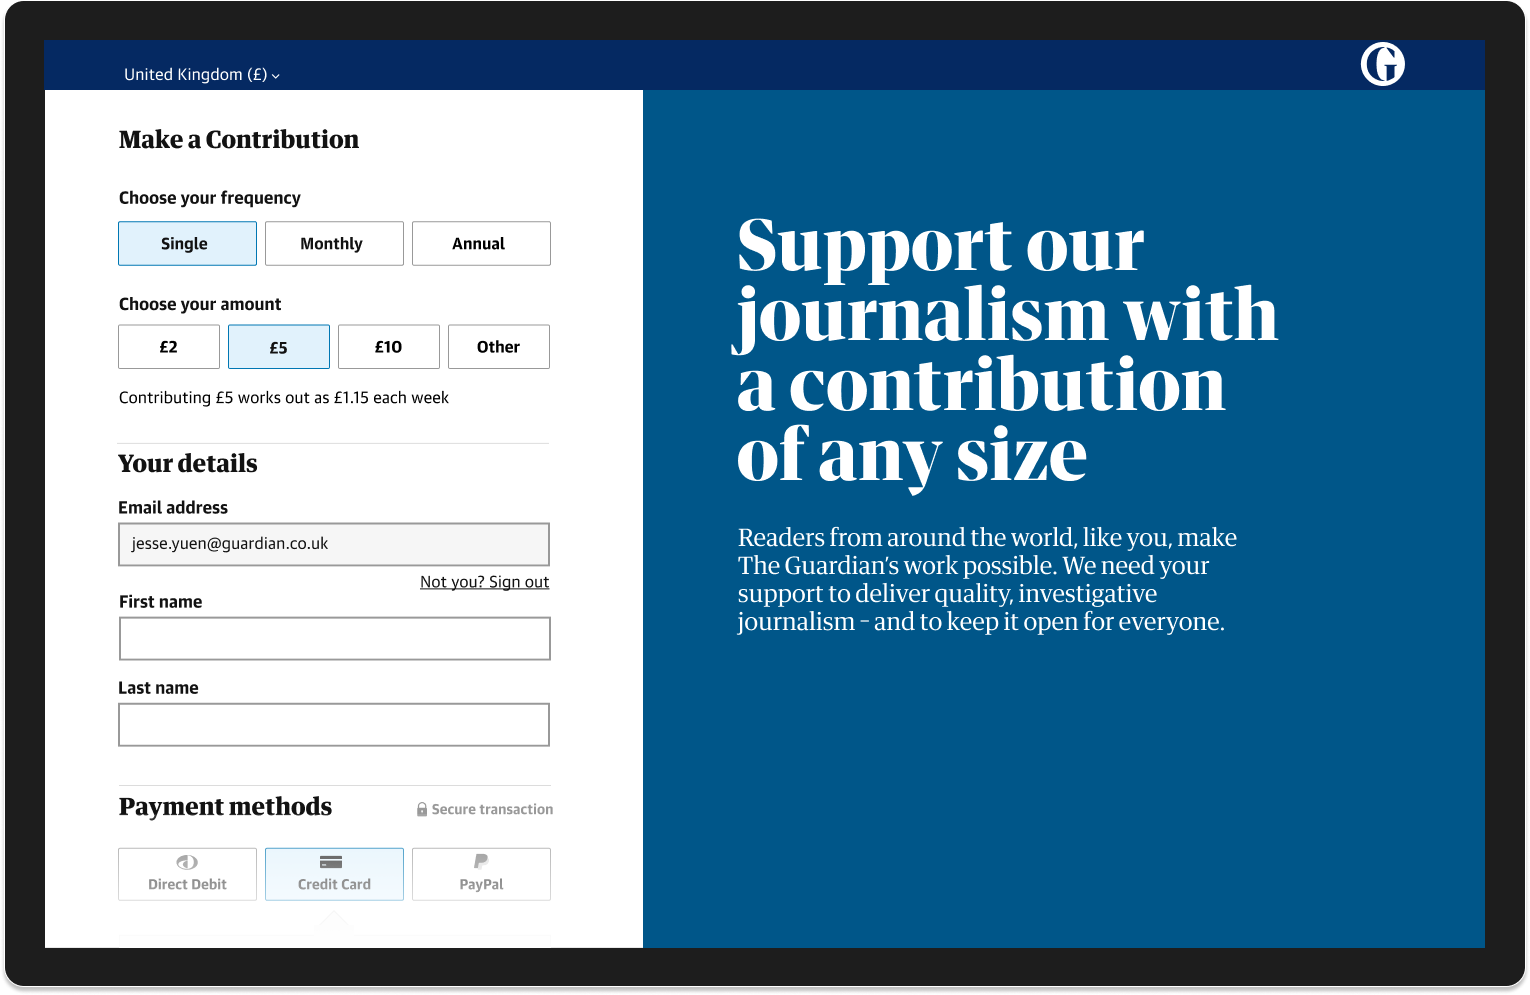 United Kingdom (£)
G
Make a Contribution
Choose your frequency
Single Monthly Annual
Choose your amount
£2 £5 £10 Other
Contributing £5 works out as £1.15 each week
Your details
Email address
jesse.yuen@guardian.co.uk
Not you? Sign out
First name
Last name
Payment methods Secure transaction
Direct Debit Credit Card PayPal
Support our
journalism with
a contribution
of any size
Readers from around the world, like you, make
The Guardian’s work possible. We need your
support to deliver quality, investigative
journalism – and to keep it open for everyone.